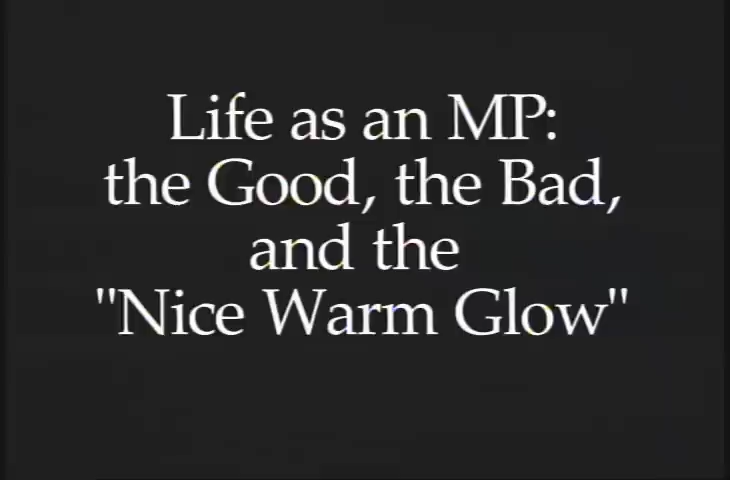 Life as an MP:
the Good, the Bad,
and the
"Nice Warm Glow"